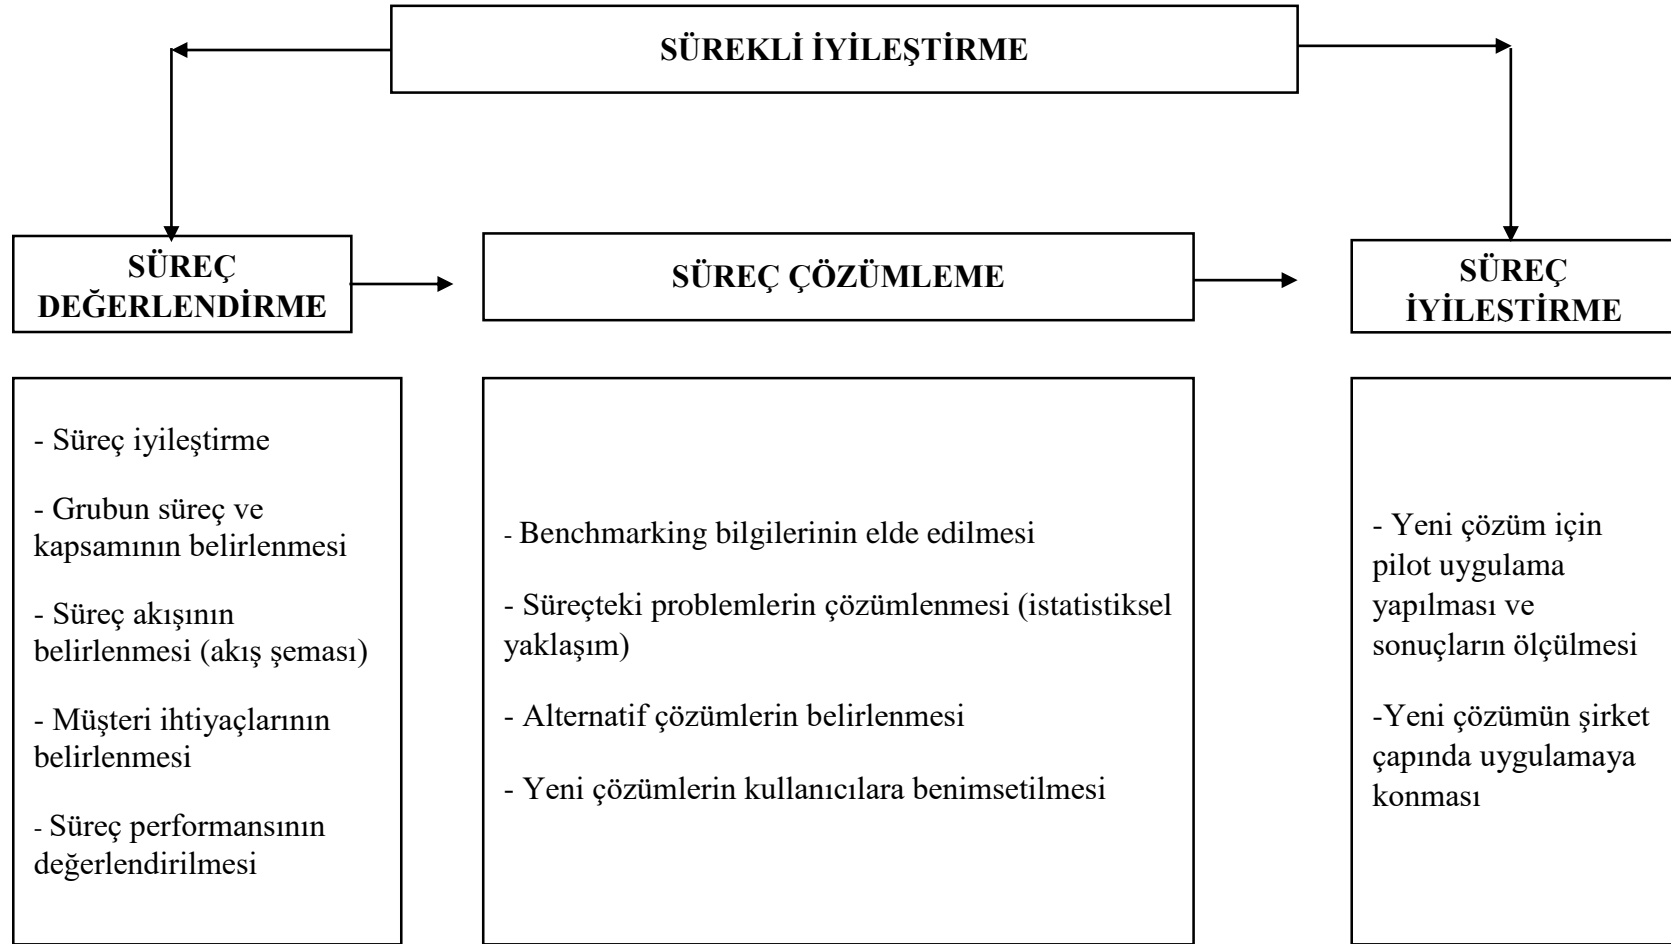 SÜREKLİ İYİLEŞTİRME
SÜREÇ
DEĞERLENDİRME
SÜREÇ ÇÖZÜMLEME
SÜREÇ
İYİLESTİRME
- Süreç iyileştirme
- Grubun süreç ve
kapsamının belirlenmesi
- Süreç akışının
belirlenmesi (akış şeması)
- Müşteri ihtiyaçlarının
belirlenmesi
- Süreç performansının
değerlendirilmesi
- Benchmarking bilgilerinin elde edilmesi
- Süreçteki problemlerin çözümlenmesi (istatistiksel
yaklaşım)
- Alternatif çözümlerin belirlenmesi
- Yeni çözümlerin kullanıcılara benimsetilmesi
- Yeni çözüm için
pilot uygulama
yapılması ve
sonuçların ölçülmesi
-Yeni çözümün şirket
çapında uygulamaya
konması